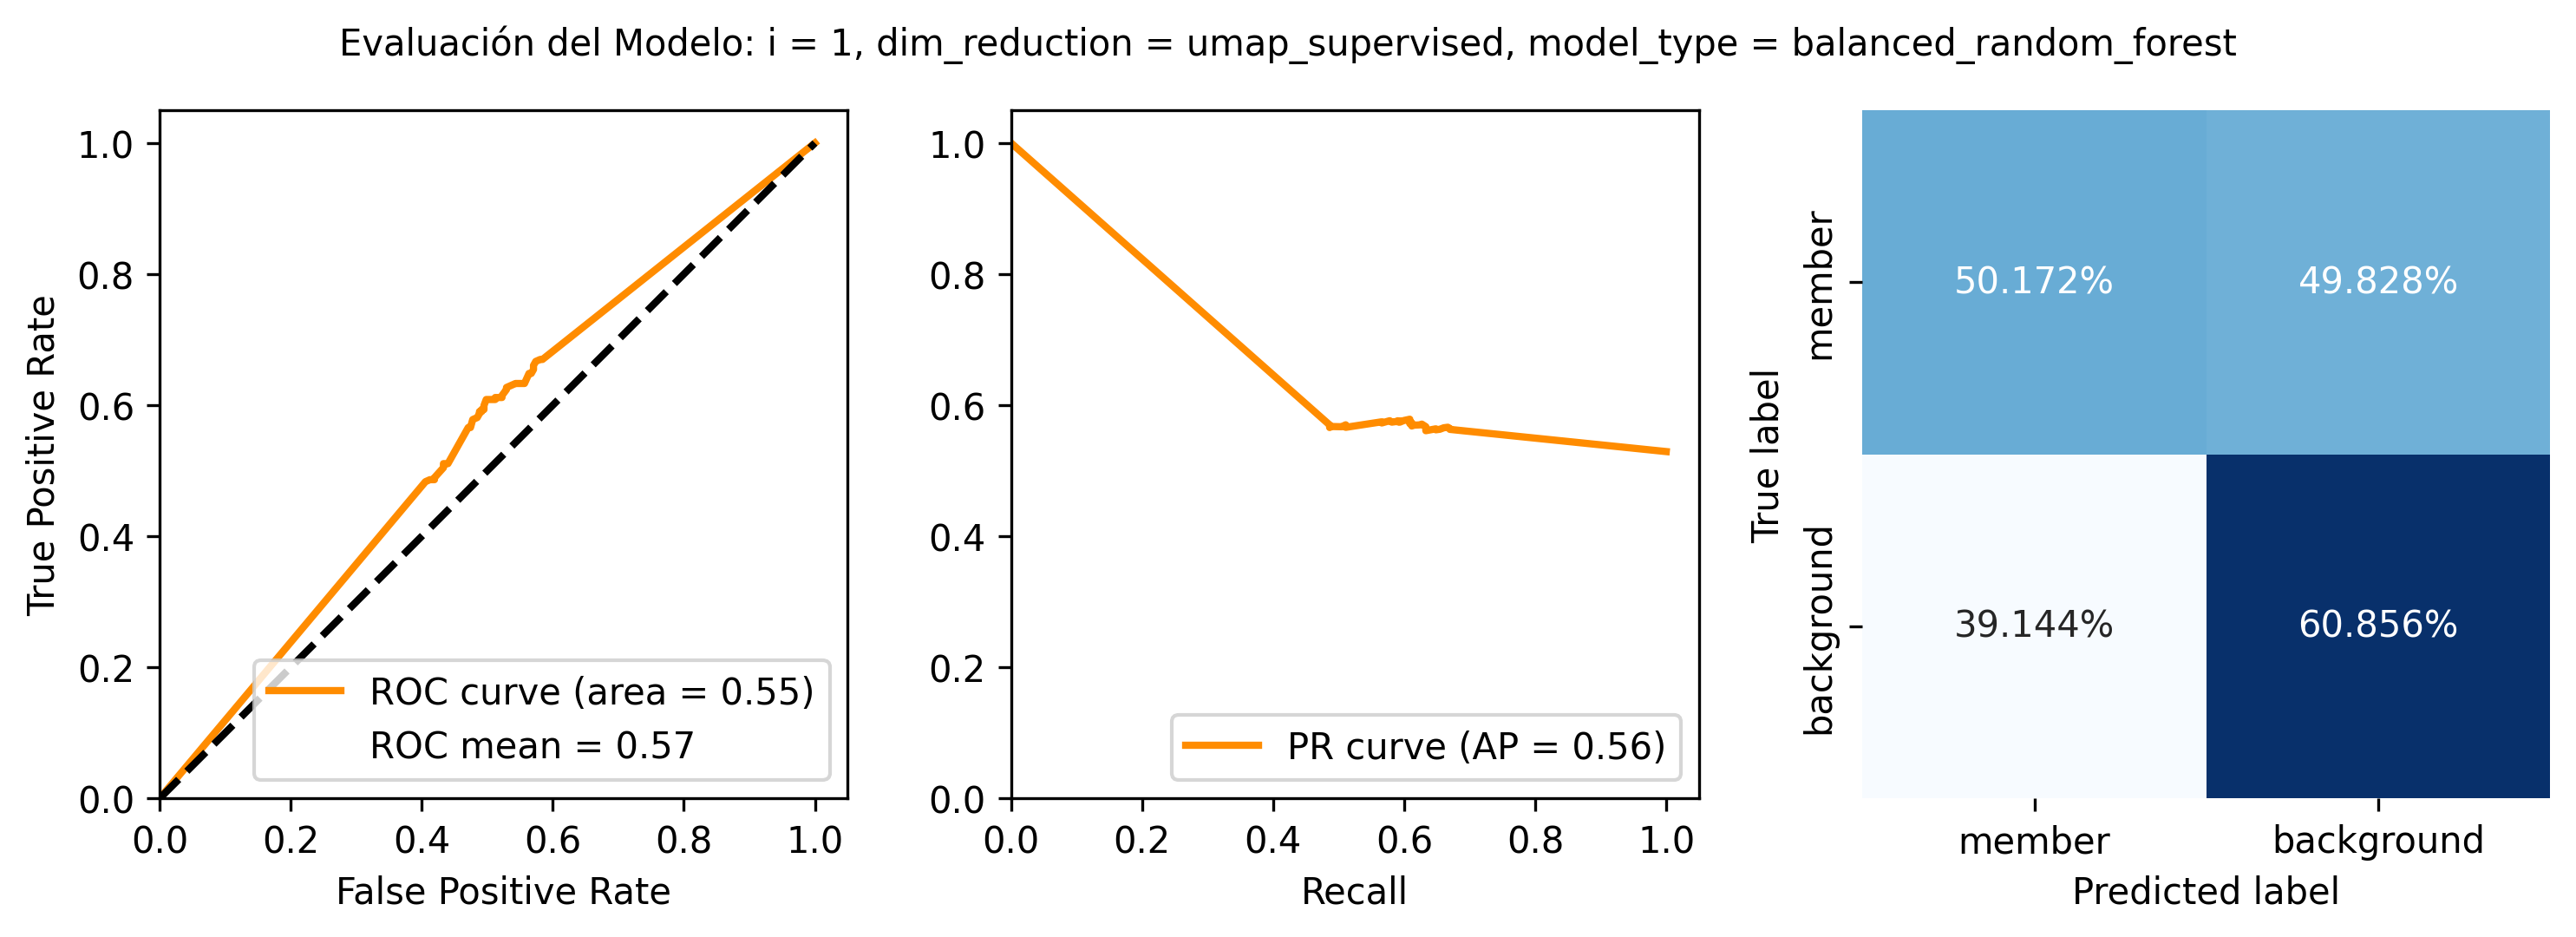 Evaluación del Modelo: i = 1, dim_reduction = umap_supervised, model_type = balanced_random_forest
True Positive Rate
1.0
0.8
0.6
0.4
0.2
0.0
0.0 0.2 0.4 0.6 0.8 1.0
False Positive Rate
ROC curve (area = 0.55)
ROC mean = 0.57
1.0
0.8
0.6
0.4
0.2
0.0
0.0 0.2 0.4 0.6 0.8 1.0
Recall
PR curve (AP = 0.56)
True label
member
background
50.172% 49.828%
39.144% 60.856%
member background
Predicted label